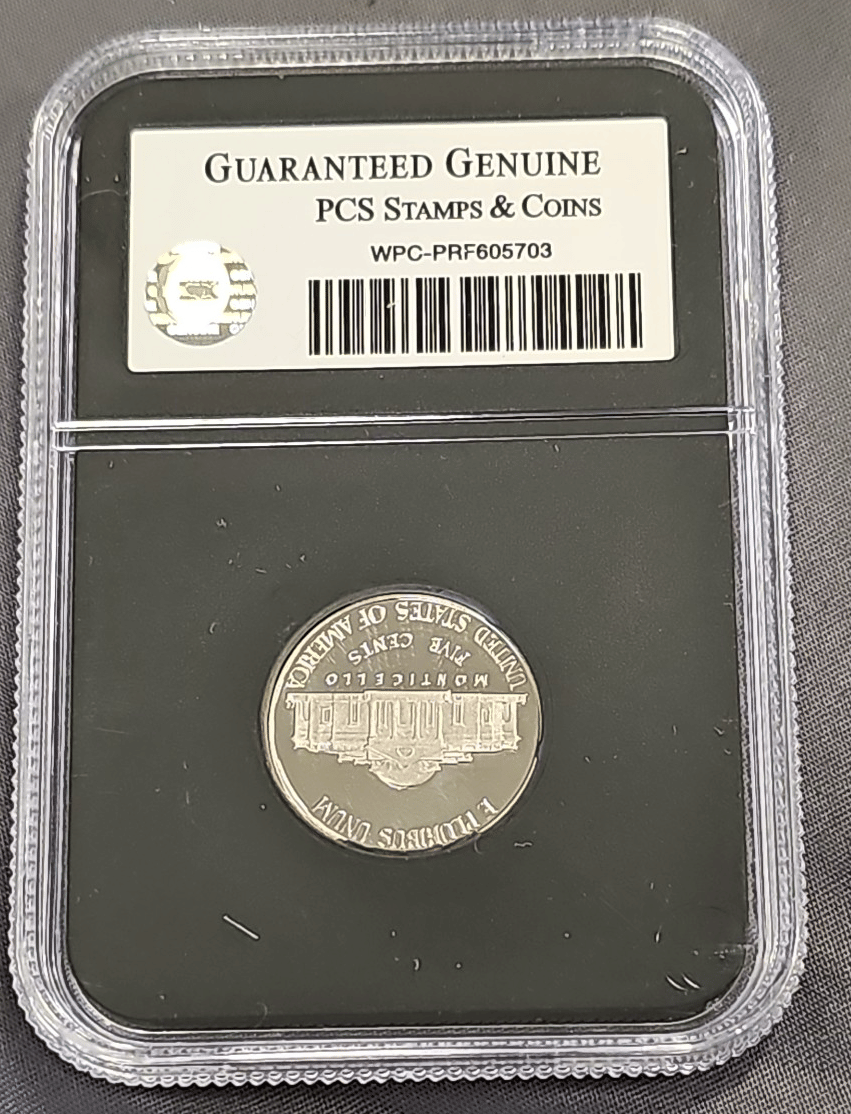 GUARANTEED GENUINE
PCS STAMPS & COINS
WPC-PRF605703
UNITED STATES OF AMERICA
FIVE CENTS
MONTICELLO
E PLURIBUS UNUM